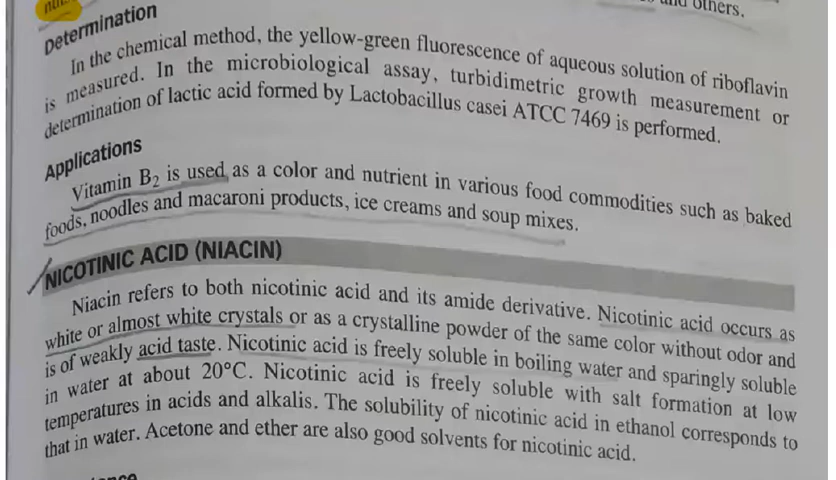 and others.
Determination
In the chemical method, the yellow-green fluorescence of aqueous solution of riboflavin
is measured. In the microbiological assay, turbidimetric growth measurement or
determination of lactic acid formed by Lactobacillus casei ATCC 7469 is performed.
Applications
Vitamin B₂ is used as a color and nutrient in various food commodities such as baked
foods, noodles and macaroni products, ice creams and soup mixes.
NICOTINIC ACID (NIACIN)
Niacin refers to both nicotinic acid and its amide derivative. Nicotinic acid occurs as
white or almost white crystals or as a crystalline powder of the same color without odor and
is of weakly acid taste. Nicotinic acid is freely soluble in boiling water and sparingly soluble
in water at about 20°C. Nicotinic acid is freely soluble with salt formation at low
temperatures in acids and alkalis. The solubility of nicotinic acid in ethanol corresponds to
that in water. Acetone and ether are also good solvents for nicotinic acid.